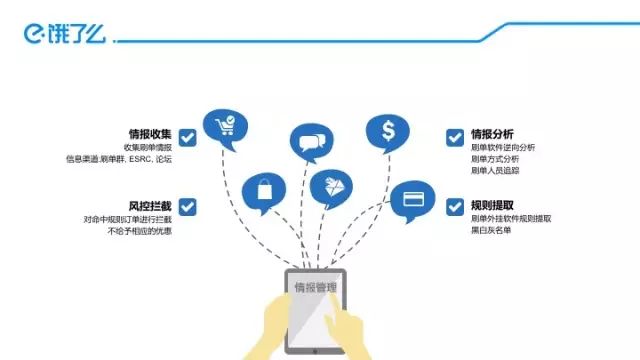 饿了么
情报收集
收集刷单情报
信息渠道:刷单群, ESRC, 论坛
情报分析
刷单软件逆向分析
刷单方式分析
刷单人员追踪
风控拦截
对命中规则订单进行拦截
不给予相应的优惠
规则提取
刷单外挂软件规则提取
黑白灰名单
情报管理